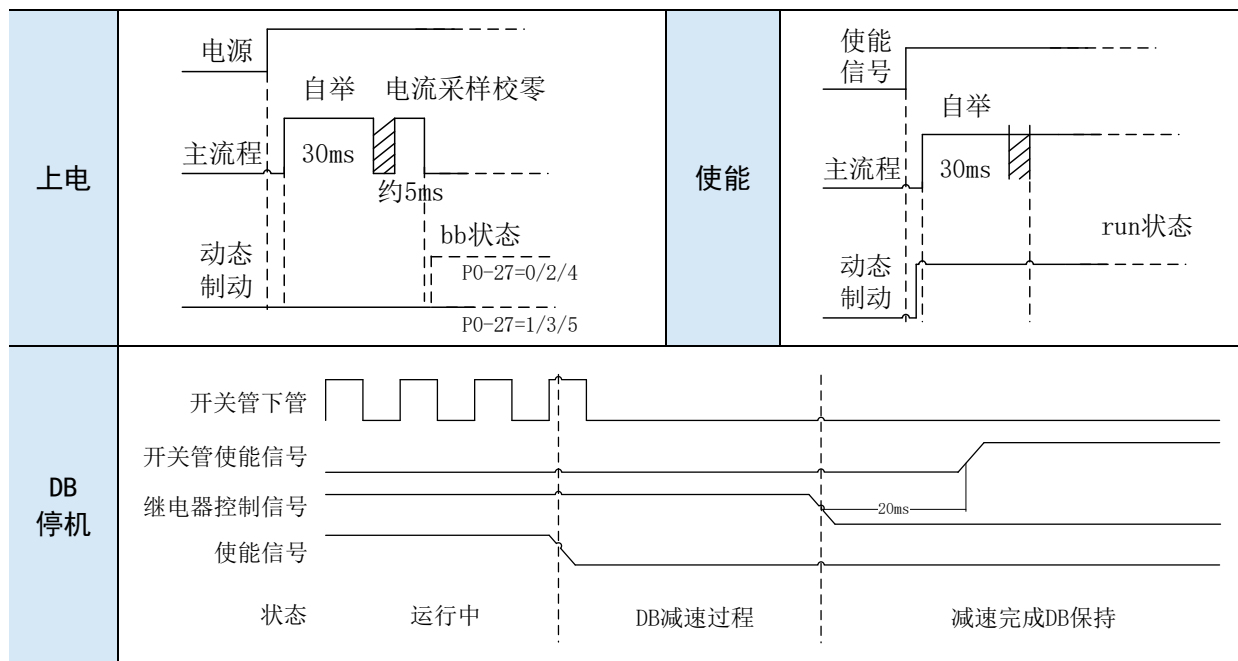 上电
电源
自举
电流采样校零
主流程
30ms
约5ms
bb状态
动态
制动
P0-27=0/2/4
P0-27=1/3/5
使能
使能
信号
自举
主流程
30ms
run状态
动态
制动
DB
停机
开关管下管
开关管使能信号
继电器控制信号
20ms
使能信号
状态
运行中
DB减速过程
减速完成DB保持